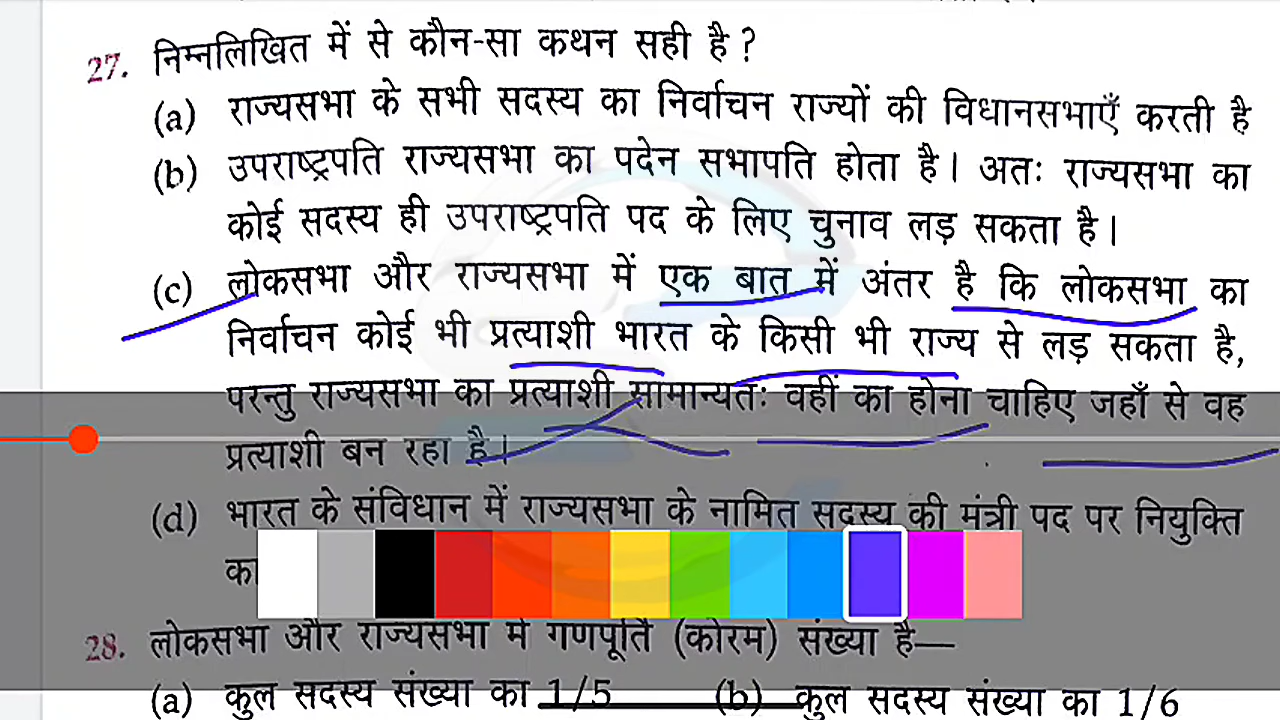 27. निम्नलिखित में से कौन-सा कथन सही है ?
(a) राज्यसभा के सभी सदस्य का निर्वाचन राज्यों की विधानसभाएँ करती है
(b) उपराष्ट्रपति राज्यसभा का पदेन सभापति होता है। अतः राज्यसभा का
कोई सदस्य ही उपराष्ट्रपति पद के लिए चुनाव लड़ सकता है।
(c) लोकसभा और राज्यसभा में एक बात में अंतर है कि लोकसभा का
निर्वाचन कोई भी प्रत्याशी भारत के किसी भी राज्य से लड़ सकता है,
परन्तु राज्यसभा का प्रत्याशी सामान्यतः वहीं का होना चाहिए जहाँ से वह
प्रत्याशी बन रहा है।
(d) भारत के संविधान में राज्यसभा के नामित सदस्य की मंत्री पद पर नियुक्ति
का
28. लोकसभा और राज्यसभा में गणपूर्ति (कोरम) संख्या है—
(a) कुल सदस्य संख्या का 1/5 (b) कुल सदस्य संख्या का 1/6